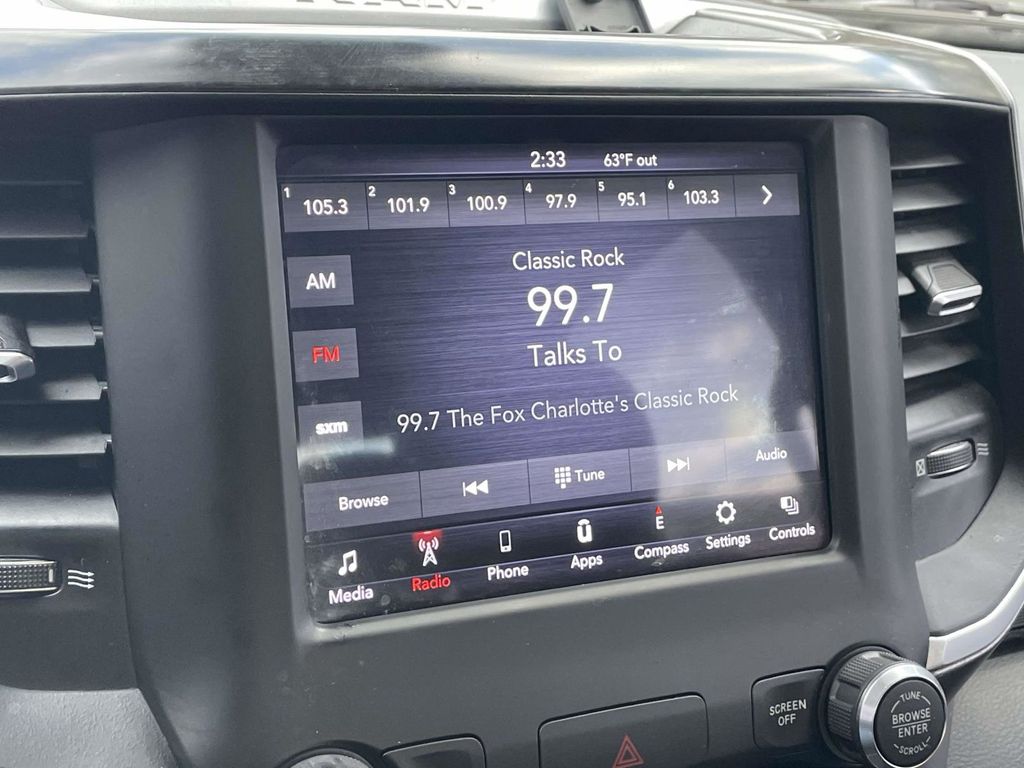 RAM
2:33 63°F out
1 105.3 2 101.9 3 100.9 4 97.9 5 95.1 6 103.3
Classic Rock
AM
99.7
FM
Talks To
sxm
99.7 The Fox Charlotte's Classic Rock
Browse Tune Audio
E
Media Radio Phone Apps Compass Settings Controls
SCREEN
OFF
TUNE
BROWSE
ENTER
SCROLL